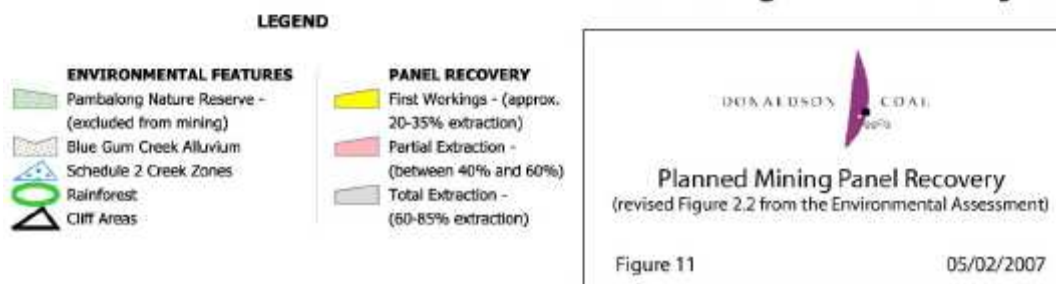 LEGEND
ENVIRONMENTAL FEATURES
Pambalong Nature Reserve -
(excluded from mining)
Blue Gum Creek Alluvium
Schedule 2 Creek Zones
Rainforest
Cliff Areas
PANEL RECOVERY
First Workings - (approx.
20-35% extraction)
Partial Extraction -
(between 40% and 60%)
Total Extraction -
(60-85% extraction)
DONALDSON COAL
Planned Mining Panel Recovery
(revised Figure 2.2 from the Environmental Assessment)
Figure 11 05/02/2007